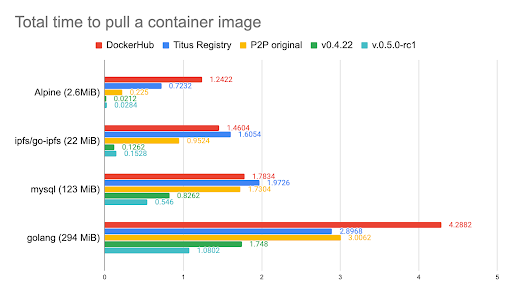 Total time to pull a container image
DockerHub Titus Registry P2P original v0.4.22 v.0.5.0-rc1
Alpine (2.6MiB)
1.2422
0.7232
0.225
0.0212
0.0284
ipfs/go-ipfs (22 MiB)
1.4604
1.6054
0.9524
0.1262
0.1528
mysql (123 MiB)
1.7834
1.9726
1.7304
0.8262
0.546
golang (294 MiB)
4.2882
2.8968
3.0062
1.748
1.0802
0 1 2 3 4 5